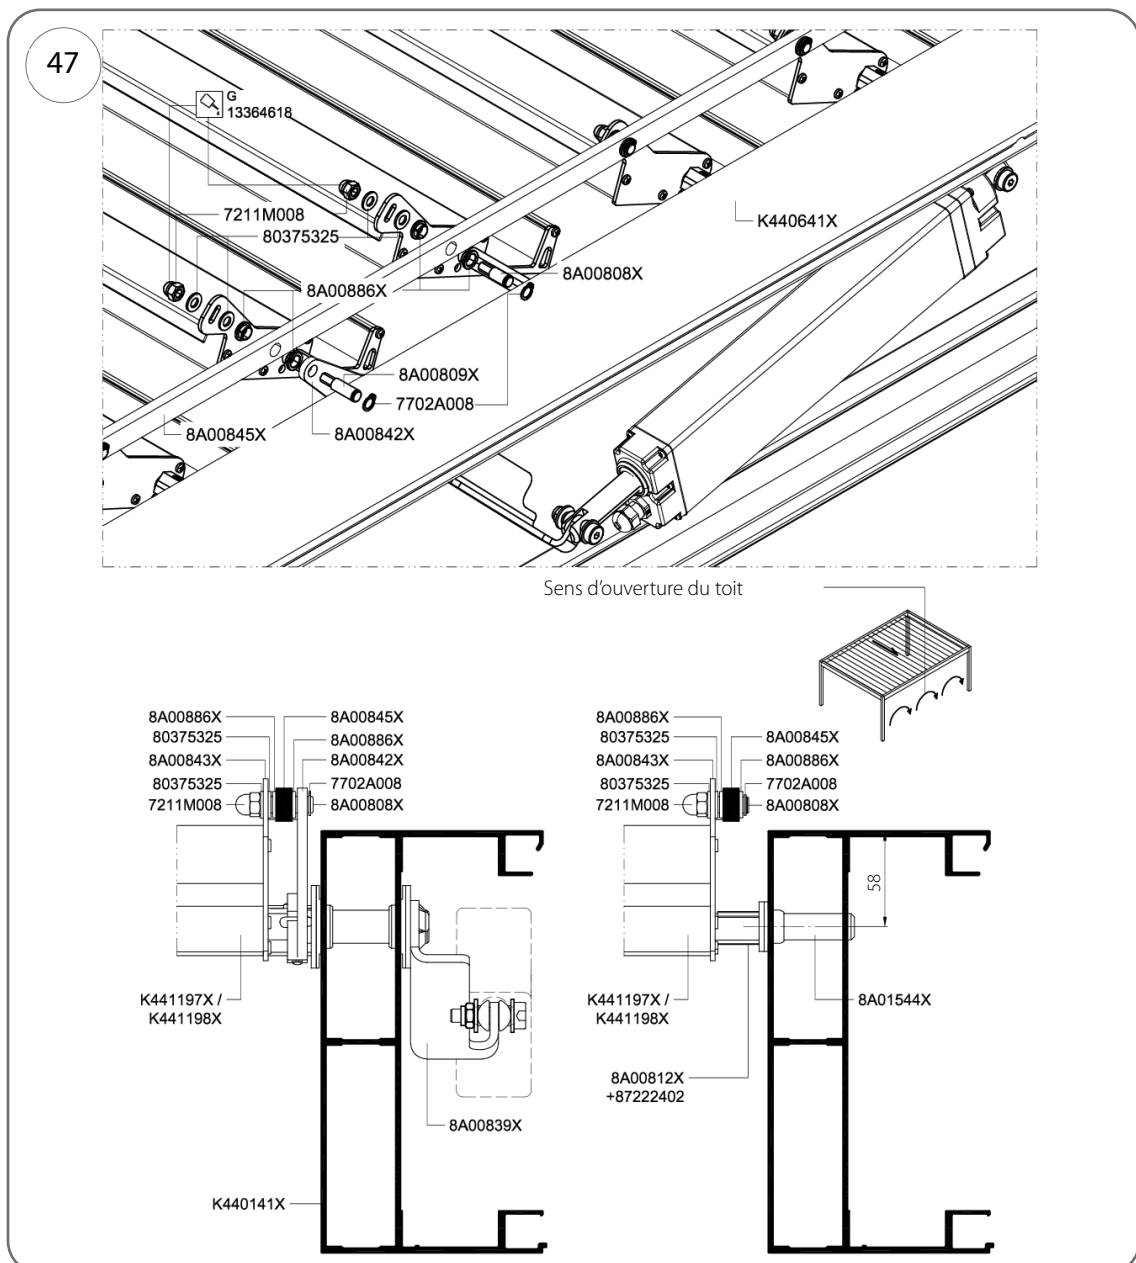 47
G
13364618
7211M008
80375325
K440641X
8A00808X
8A00886X
8A00809X
7702A008
8A00845X
8A00842X
Sens d'ouverture du toit
8A00886X
80375325
8A00843X
80375325
7211M008
8A00845X
8A00886X
8A00842X
7702A008
8A00808X
K441197X /
K441198X
8A00839X
K440141X
8A00886X
80375325
8A00843X
80375325
7211M008
8A00845X
8A00886X
7702A008
8A00808X
58
K441197X /
K441198X
8A01544X
8A00812X
+87222402